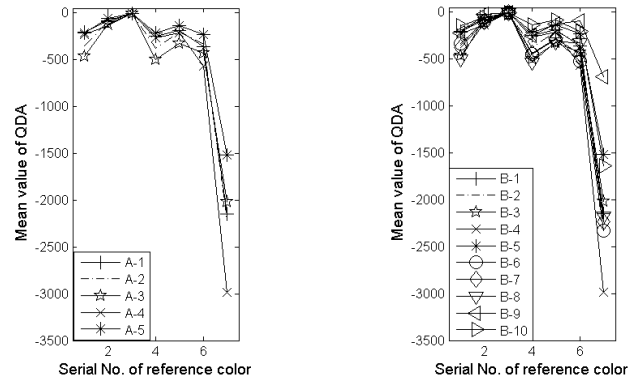 0
-500
-1000
-1500
-2000
-2500
-3000
-3500
Mean value of QDA
A-1
A-2
A-3
A-4
A-5
2 4 6
Serial No. of reference color
0
-500
-1000
-1500
-2000
-2500
-3000
-3500
Mean value of QDA
B-1
B-2
B-3
B-4
B-5
B-6
B-7
B-8
B-9
B-10
2 4 6
Serial No. of reference color